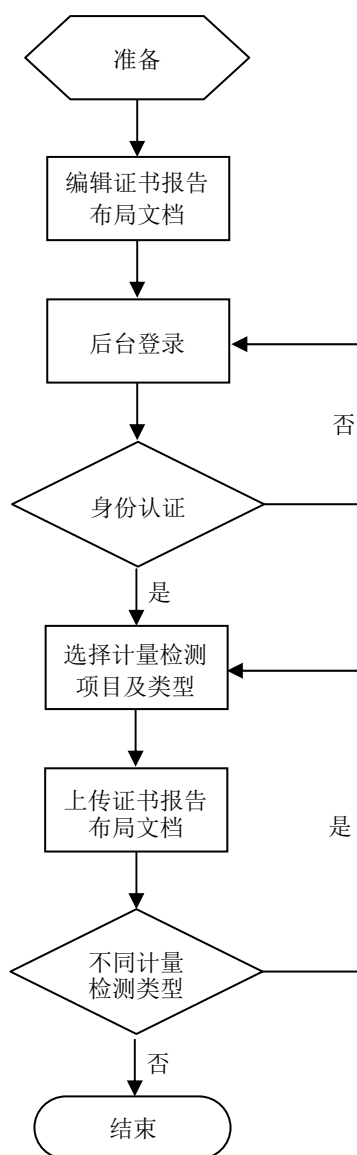 准备
编辑证书报告
布局文档
后台登录
否
身份认证
是
选择计量检测
项目及类型
上传证书报告
布局文档
是
不同计量
检测类型
否
结束